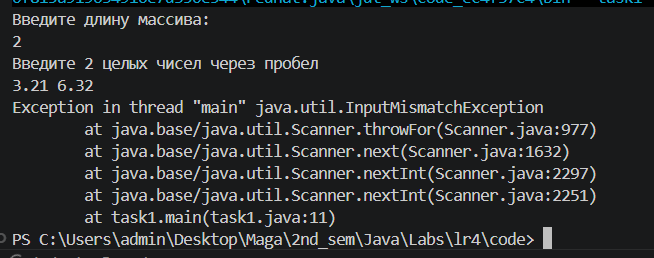 Введите длину массива:
2
Введите 2 целых чисел через пробел
3.21 6.32
Exception in thread "main" java.util.InputMismatchException
at java.base/java.util.Scanner.throwFor(Scanner.java:977)
at java.base/java.util.Scanner.next(Scanner.java:1632)
at java.base/java.util.Scanner.nextInt(Scanner.java:2297)
at java.base/java.util.Scanner.nextInt(Scanner.java:2251)
at task1.main(task1.java:11)
PS C:\Users\admin\Desktop\Maga\2nd_sem\Java\Labs\lr4\code>